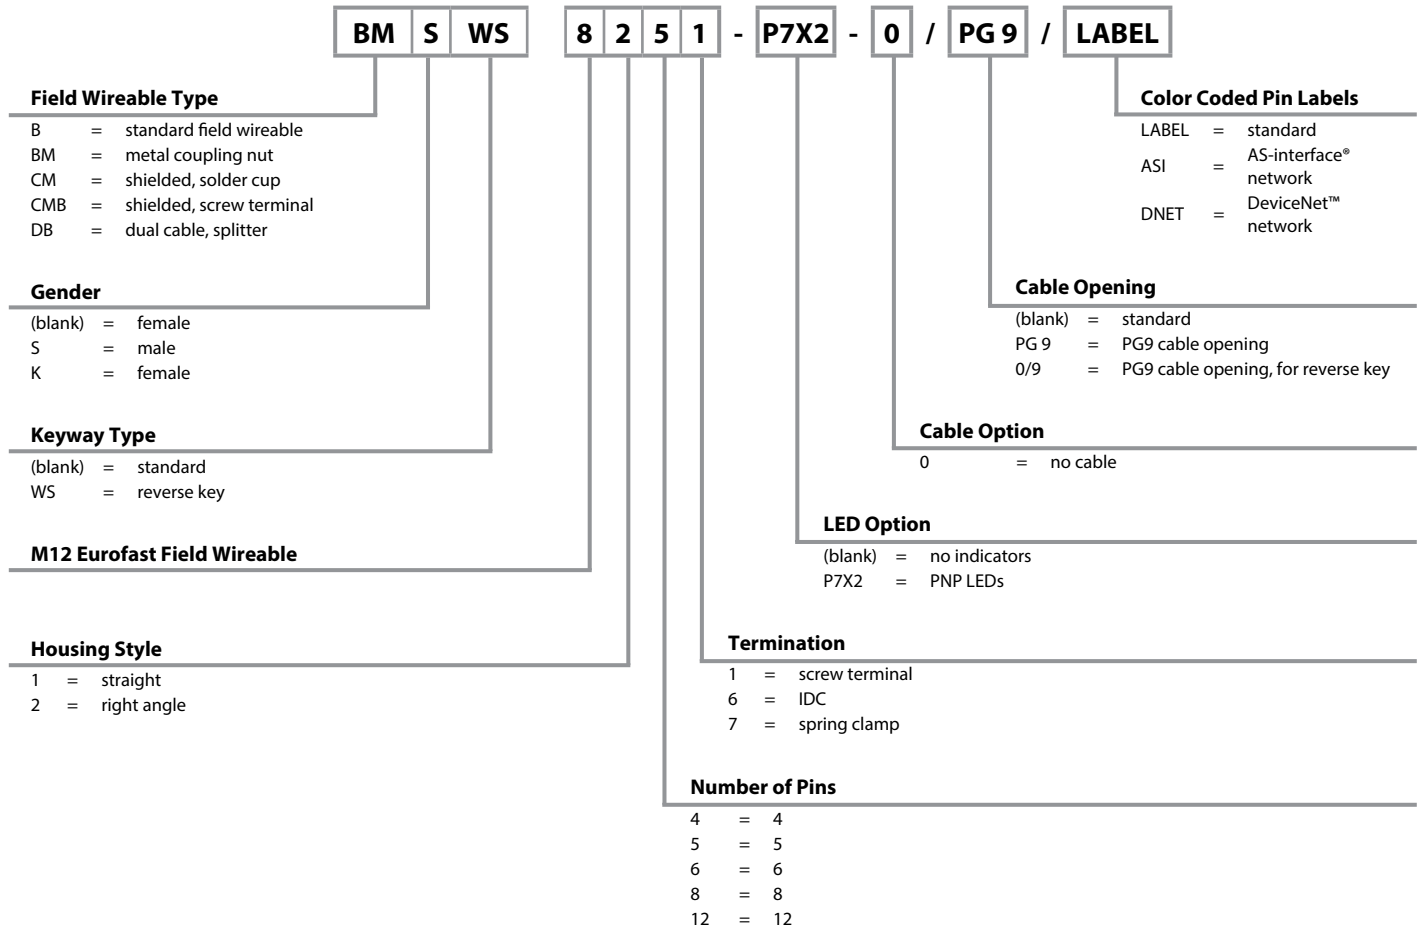 BM S WS 8 2 5 1 - P7X2 - 0 / PG 9 / LABEL
Field Wireable Type
B = standard field wireable
BM = metal coupling nut
CM = shielded, solder cup
CMB = shielded, screw terminal
DB = dual cable, splitter
Gender
(blank) = female
S = male
K = female
Keyway Type
(blank) = standard
WS = reverse key
M12 Eurofast Field Wireable
Housing Style
1 = straight
2 = right angle
Color Coded Pin Labels
LABEL = standard
ASI = AS-interface®
network
DNET = DeviceNet™
network
Cable Opening
(blank) = standard
PG 9 = PG9 cable opening
0/9 = PG9 cable opening, for reverse key
Cable Option
0 = no cable
LED Option
(blank) = no indicators
P7X2 = PNP LEDs
Termination
1 = screw terminal
6 = IDC
7 = spring clamp
Number of Pins
4 = 4
5 = 5
6 = 6
8 = 8
12 = 12